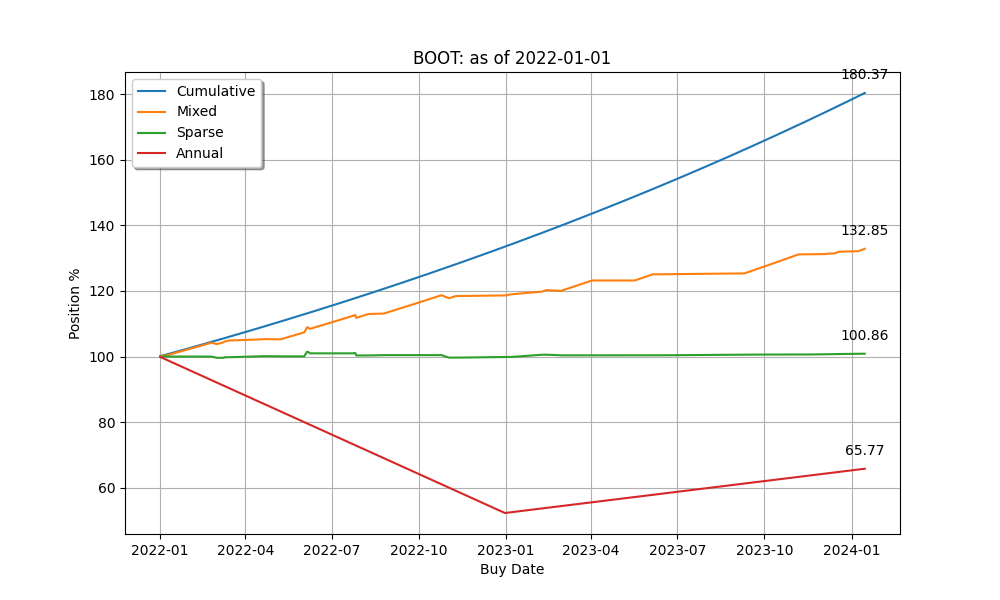 BOOT: as of 2022-01-01
180.37
180
Cumulative
Mixed
Sparse
Annual
160
140
132.85
120
100.86
100
80
65.77
60
Position %
2022-01 2022-04 2022-07 2022-10 2023-01 2023-04 2023-07 2023-10 2024-01
Buy Date